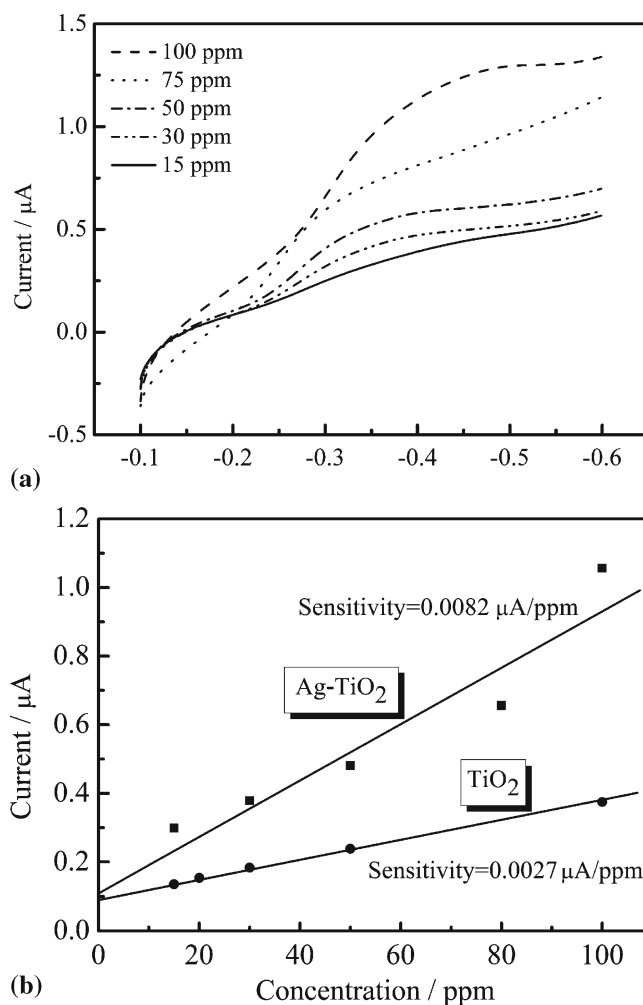 1.5
100 ppm
75 ppm
50 ppm
30 ppm
15 ppm
1.0
0.5
0.0
-0.5
Current / μA
-0.1 -0.2 -0.3 -0.4 -0.5 -0.6
(a)
1.2
1.0
0.8
0.6
0.4
0.2
0.0
Current / μA
Sensitivity=0.0082 μA/ppm
Ag-TiO2
TiO2
Sensitivity=0.0027 μA/ppm
0 20 40 60 80 100
(b)
Concentration / ppm